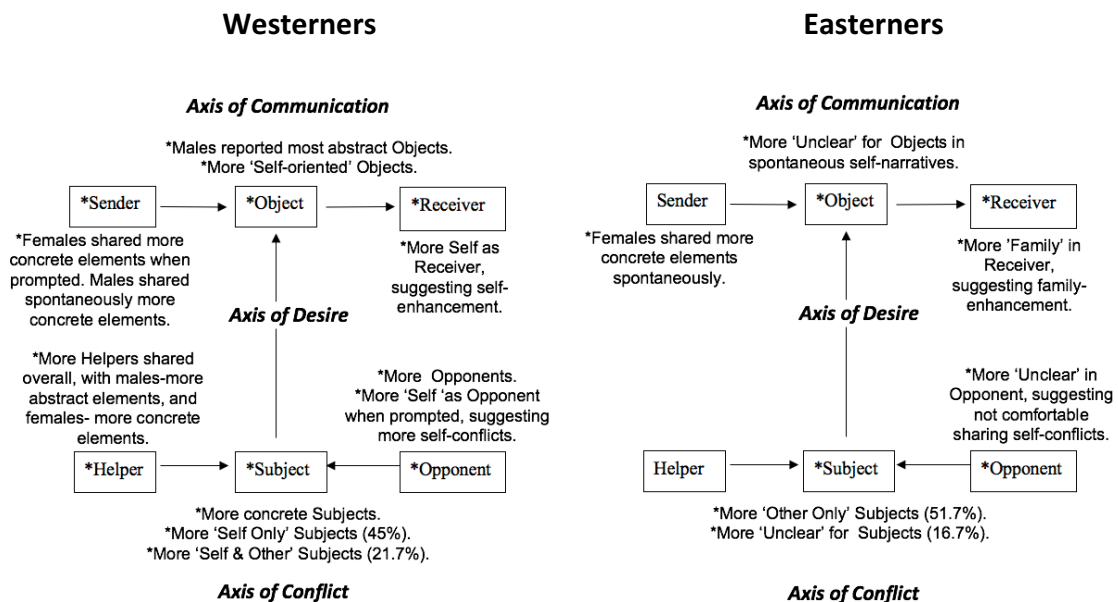 Westerners
Axis of Communication
*Males reported most abstract Objects.
*More ‘Self-oriented’ Objects.
*Sender
*Object
*Receiver
*Females shared more
concrete elements when
prompted. Males shared
spontaneously more
concrete elements.
*More Self as
Receiver,
suggesting self-
enhancement.
Axis of Desire
*More Helpers shared
overall, with males-more
abstract elements, and
females- more concrete
elements.
*More Opponents.
*More ‘Self ‘as Opponent
when prompted, suggesting
more self-conflicts.
*Helper
*Subject
*Opponent
*More concrete Subjects.
*More ‘Self Only’ Subjects (45%).
*More ‘Self & Other’ Subjects (21.7%).
Axis of Conflict
Easterners
Axis of Communication
*More ‘Unclear’ for Objects in
spontaneous self-narratives.
Sender
*Object
*Receiver
*Females shared more
concrete elements
spontaneously.
*More ’Family’ in
Receiver,
suggesting family-
enhancement.
Axis of Desire
*More ‘Unclear’ in
Opponent, suggesting
not comfortable
sharing self-conflicts.
Helper
*Subject
*Opponent
*More ‘Other Only’ Subjects (51.7%).
*More ‘Unclear’ for Subjects (16.7%).
Axis of Conflict